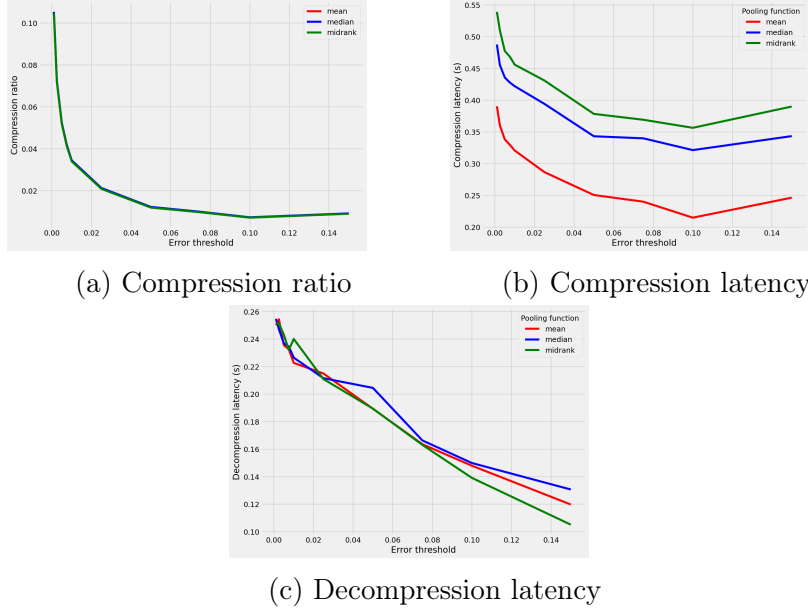 0.10
0.08
0.06
0.04
0.02
Compression ratio
mean
median
midrank
0.00 0.02 0.04 0.06 0.08 0.10 0.12 0.14
Error threshold
(a) Compression ratio
0.55
0.50
0.45
0.40
0.35
0.30
0.25
0.20
Compression latency (s)
Pooling function
mean
median
midrank
0.00 0.02 0.04 0.06 0.08 0.10 0.12 0.14
Error threshold
(b) Compression latency
0.26
0.24
0.22
0.20
0.18
0.16
0.14
0.12
0.10
Decompression latency (s)
Pooling function
mean
median
midrank
0.00 0.02 0.04 0.06 0.08 0.10 0.12 0.14
Error threshold
(c) Decompression latency